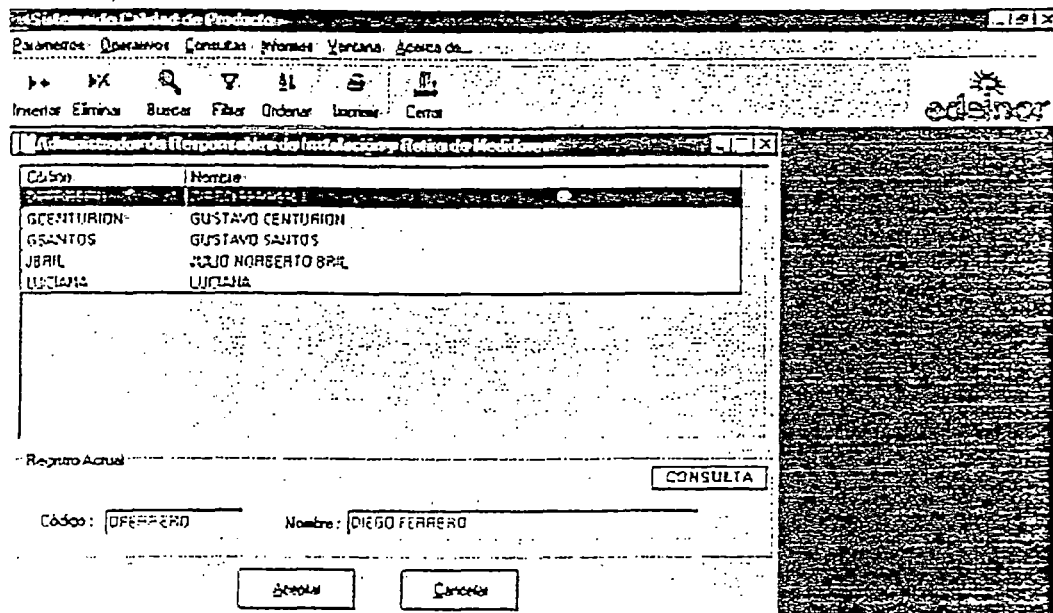 Sistema de Calidad de Producto
Parámetros Operativos Consultas Informes Ventana Acerca de...
Insertar Eliminar Buscar Filtrar Ordenar Imprimir Cerrar
edelnor
Administrador de Responsables de Instalación y Retiro de Medidores
Código Nombre
GCENTURION GUSTAVO CENTURION
GSANTOS GUSTAVO SANTOS
JBRIL JULIO NORBERTO BRIL
LUCIANA LUCIANA
Registro Actual
CONSULTA
Código : DFERRERO Nombre : DIEGO FERRERO
Aceptar Cancelar